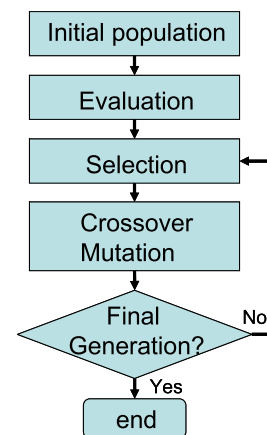 Initial population
Evaluation
Selection
Crossover
Mutation
Final
Generation?
No
Yes
end